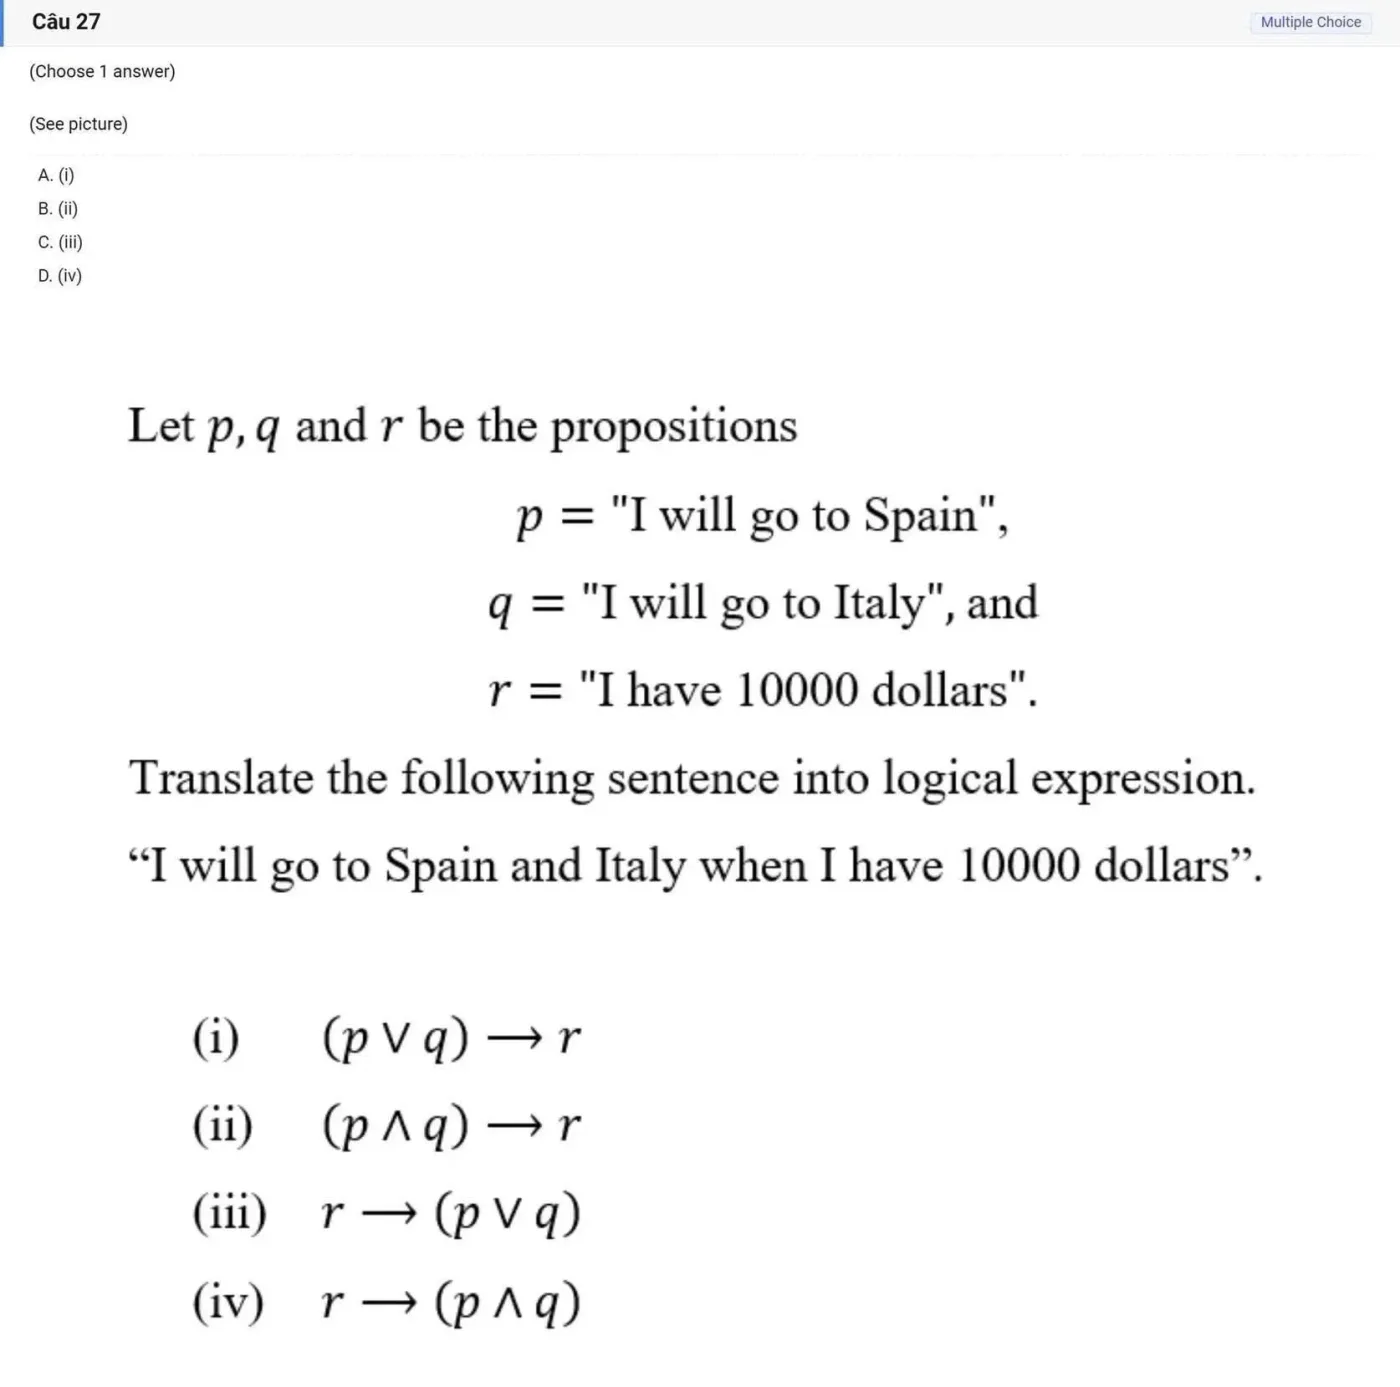 Câu 27
Multiple Choice
(Choose 1 answer)
(See picture)
A. (i)
B. (ii)
C. (iii)
D. (iv)
Let p, q and r be the propositions
p = "I will go to Spain",
q = "I will go to Italy", and
r = "I have 10000 dollars".
Translate the following sentence into logical expression.
“I will go to Spain and Italy when I have 10000 dollars”.
(i) (p ∨ q) ⟶ r
(ii) (p ∧ q) ⟶ r
(iii) r ⟶ (p ∨ q)
(iv) r ⟶ (p ∧ q)